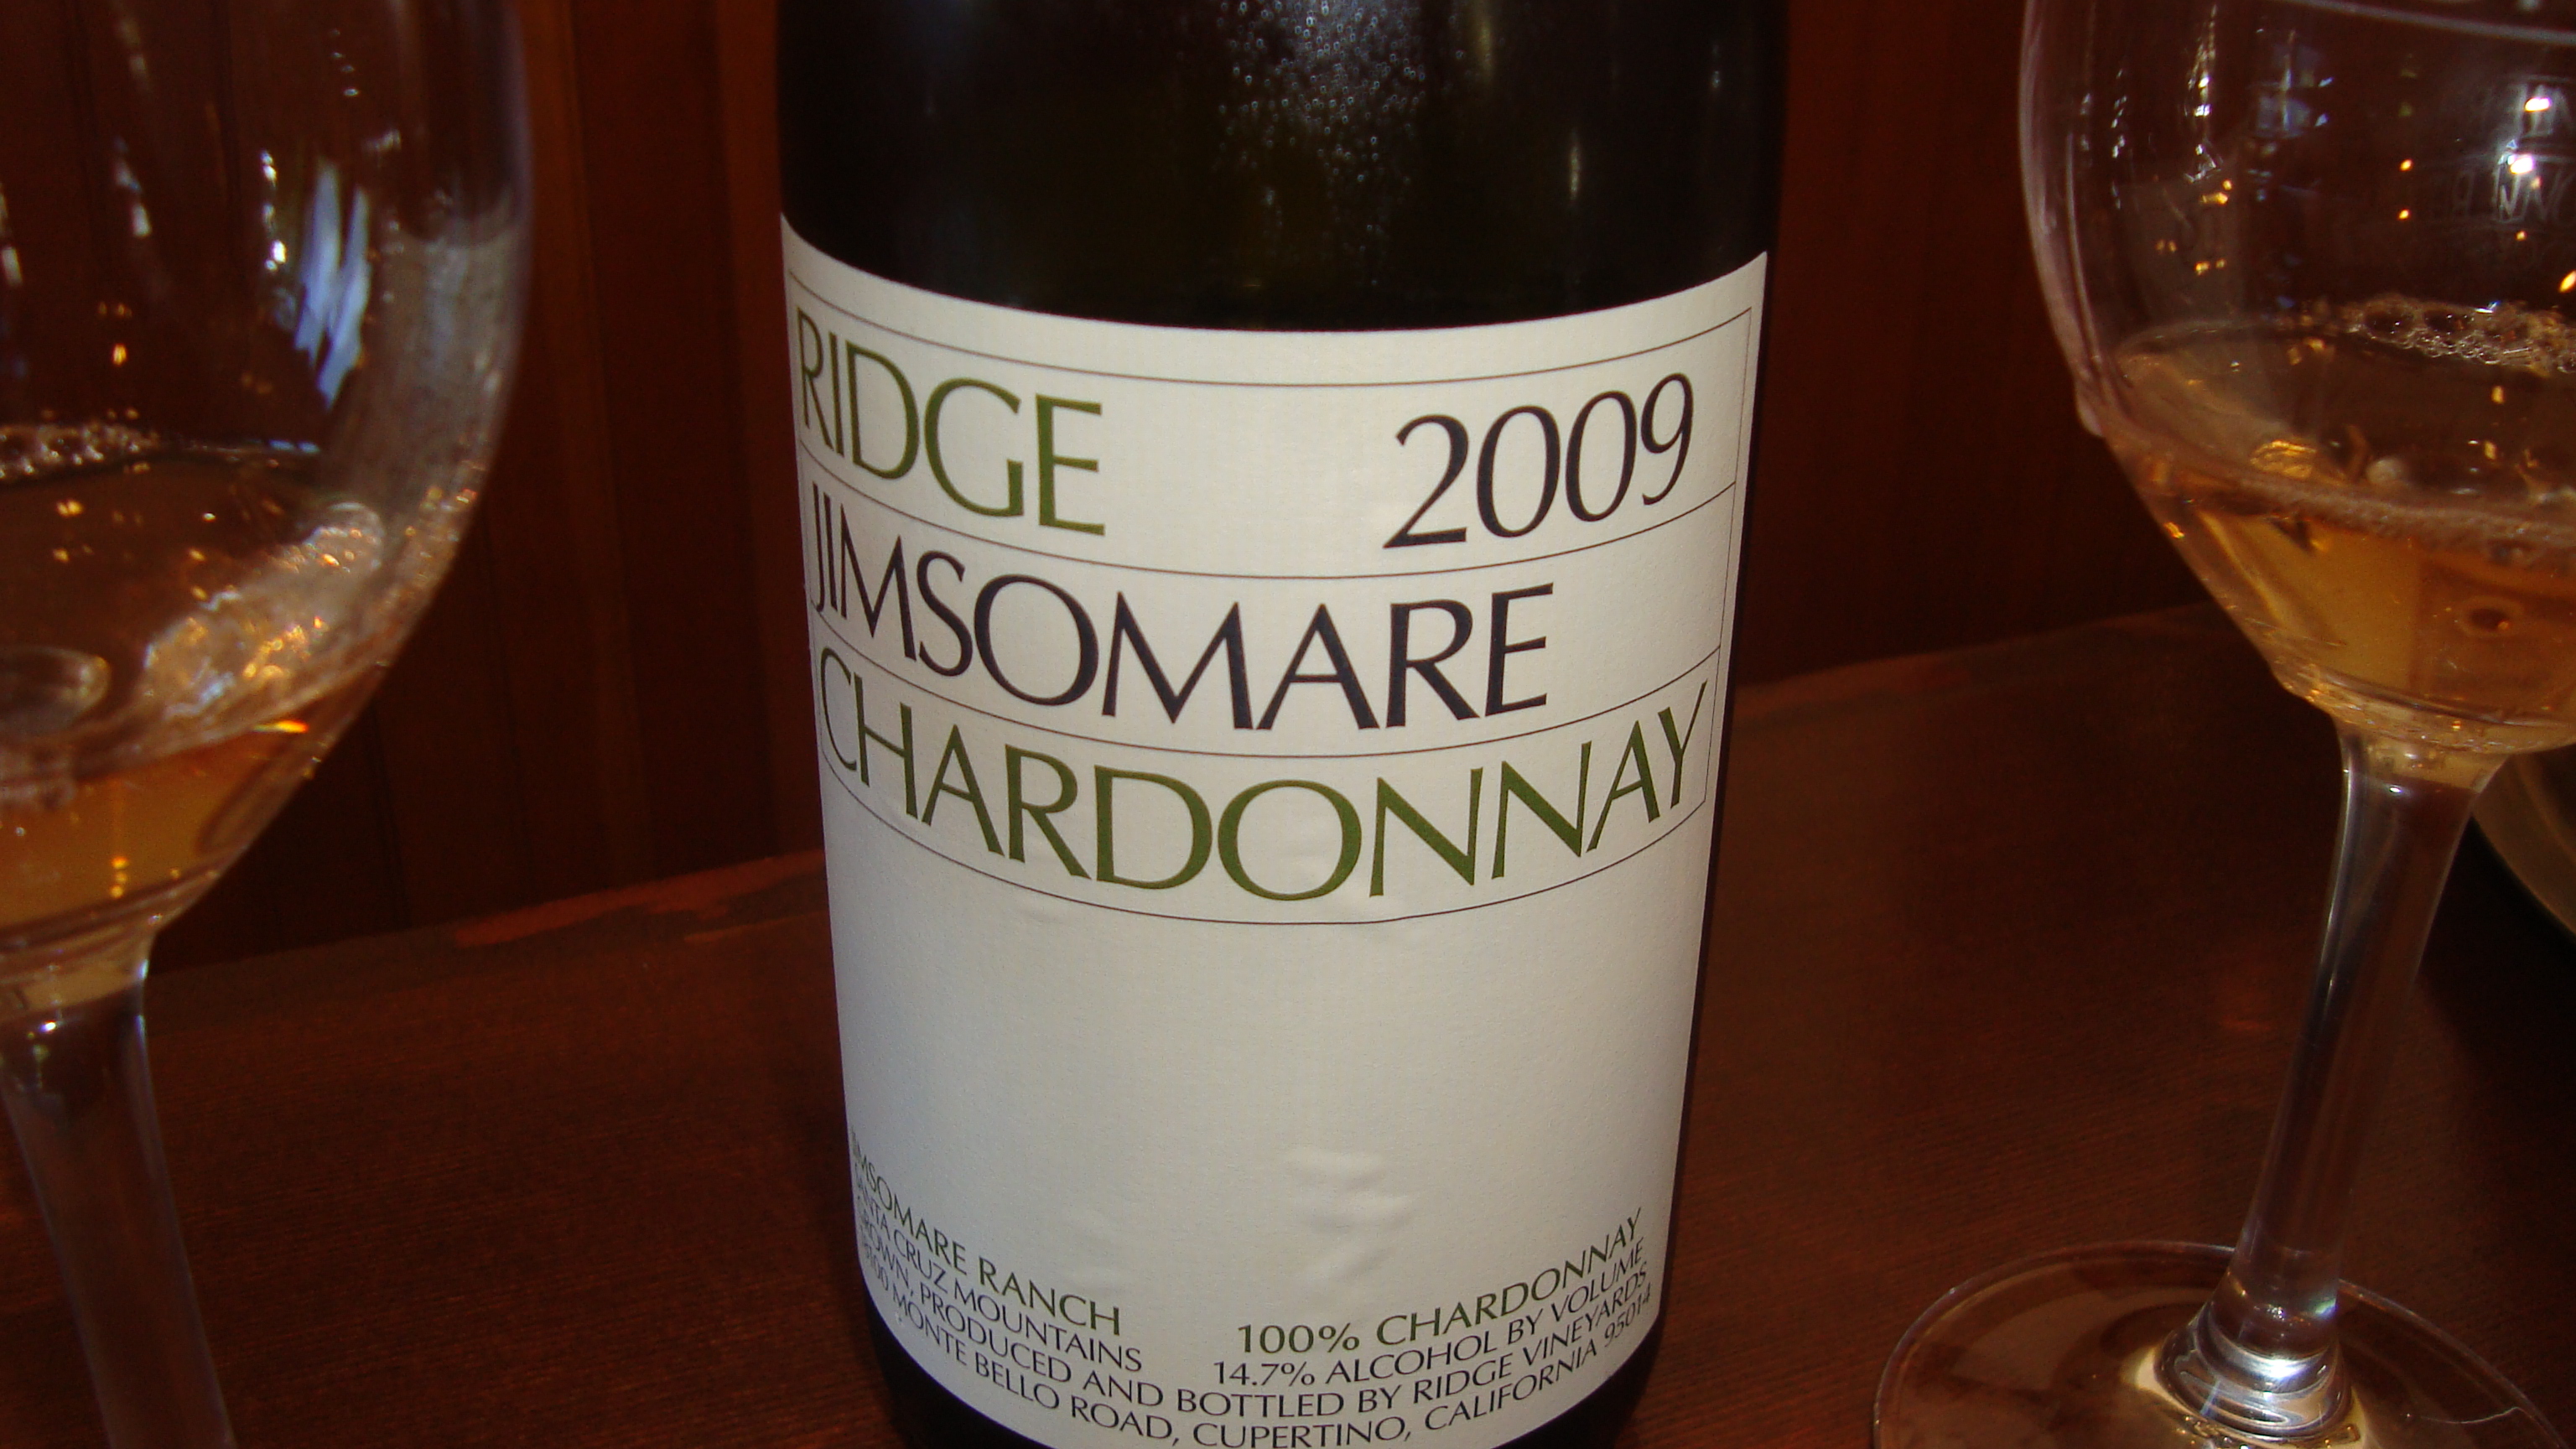 RIDGE 2009
JIMSOMARE
CHARDONNAY
JIMSOMARE RANCH 100% CHARDONNAY
SANTA CRUZ MOUNTAINS 14.7% ALCOHOL BY VOLUME
GROWN, PRODUCED AND BOTTLED BY RIDGE VINEYARDS
MONTE BELLO ROAD, CUPERTINO, CALIFORNIA 95014